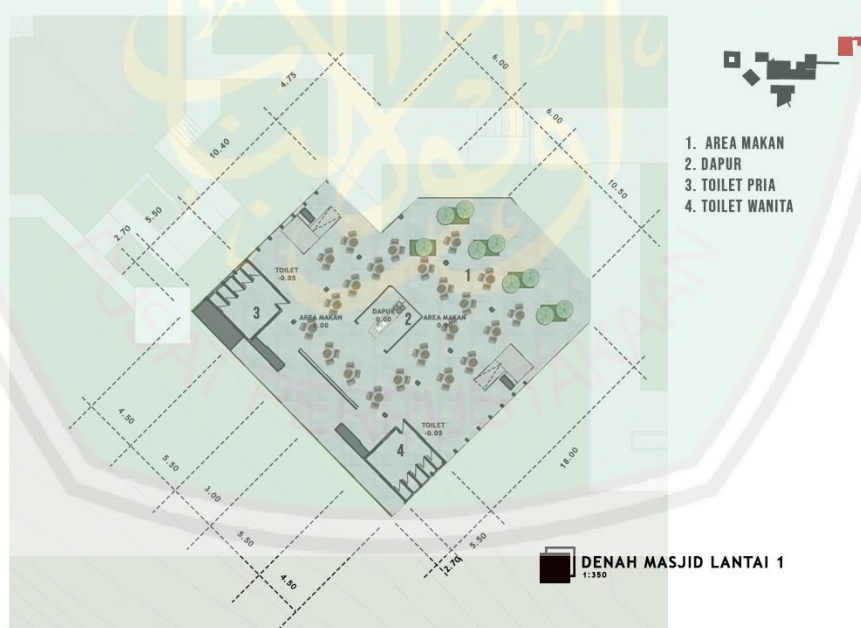 1. AREA MAKAN
2. DAPUR
3. TOILET PRIA
4. TOILET WANITA
4.75
10.40
5.50
2.70
6.00
6.00
10.50
TOILET
-0.05
1
3
AREA MAKAN
0.00
DAPUR
0.00
2
AREA MAKAN
0.00
4
TOILET
-0.05
4.50
5.50
3.00
5.50
4.50
2.70
5.50
18.00
DENAH MASJID LANTAI 1
1:350
PUSAT PERPUSTAKAAN